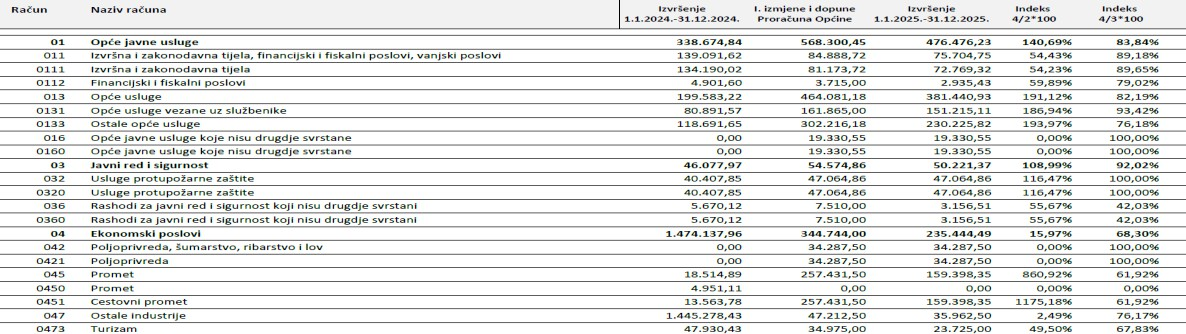 Račun Naziv računa Izvršenje 1.1.2024.-31.12.2024. I. izmjene i dopune Proračuna Općine Izvršenje 1.1.2025.-31.12.2025. Indeks 4/2*100 Indeks 4/3*100
01 Opće javne usluge 338.674,84 568.300,45 476.476,23 140,69% 83,84%
011 Izvršna i zakonodavna tijela, financijski i fiskalni poslovi, vanjski poslovi 139.091,62 84.888,72 75.704,75 54,43% 89,18%
0111 Izvršna i zakonodavna tijela 134.190,02 81.173,72 72.769,32 54,23% 89,65%
0112 Financijski i fiskalni poslovi 4.901,60 3.715,00 2.935,43 59,89% 79,02%
013 Opće usluge 199.583,22 464.081,18 381.440,93 191,12% 82,19%
0131 Opće usluge vezane uz službenike 80.891,57 161.865,00 151.215,11 186,94% 93,42%
0133 Ostale opće usluge 118.691,65 302.216,18 230.225,82 193,97% 76,18%
016 Opće javne usluge koje nisu drugdje svrstane 0,00 19.330,55 19.330,55 0,00% 100,00%
0160 Opće javne usluge koje nisu drugdje svrstane 0,00 19.330,55 19.330,55 0,00% 100,00%
03 Javni red i sigurnost 46.077,97 54.574,86 50.221,37 108,99% 92,02%
032 Usluge protupožarne zaštite 40.407,85 47.064,86 47.064,86 116,47% 100,00%
0320 Usluge protupožarne zaštite 40.407,85 47.064,86 47.064,86 116,47% 100,00%
036 Rashodi za javni red i sigurnost koji nisu drugdje svrstani 5.670,12 7.510,00 3.156,51 55,67% 42,03%
0360 Rashodi za javni red i sigurnost koji nisu drugdje svrstani 5.670,12 7.510,00 3.156,51 55,67% 42,03%
04 Ekonomski poslovi 1.474.137,96 344.744,00 235.444,49 15,97% 68,30%
042 Poljoprivreda, šumarstvo, ribarstvo i lov 0,00 34.287,50 34.287,50 0,00% 100,00%
0421 Poljoprivreda 0,00 34.287,50 34.287,50 0,00% 100,00%
045 Promet 18.514,89 257.431,50 159.398,35 860,92% 61,92%
0450 Promet 4.951,11 0,00 0,00 0,00% 0,00%
0451 Cestovni promet 13.563,78 257.431,50 159.398,35 1175,18% 61,92%
047 Ostale industrije 1.445.278,43 47.212,50 35.962,50 2,49% 76,17%
0473 Turizam 47.930,43 34.975,00 23.725,00 49,50% 67,83%